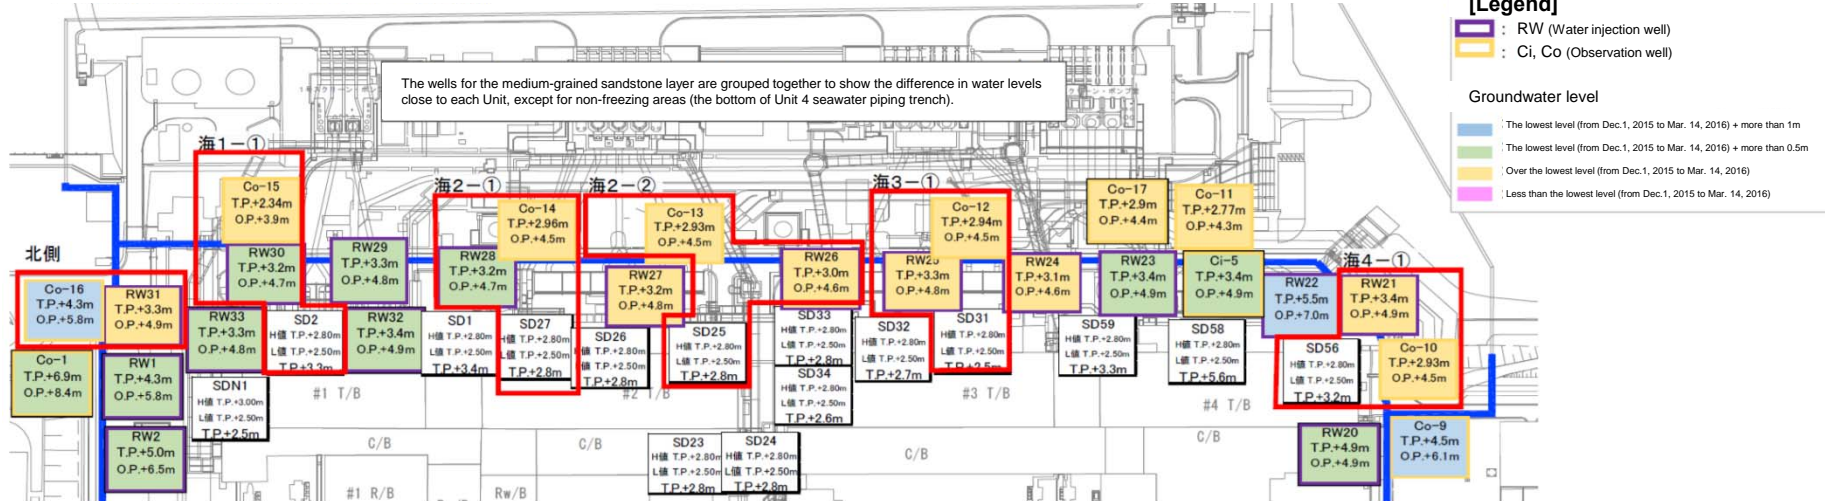 [Legend]
: RW (Water injection well)
: Ci, Co (Observation well)
Groundwater level
: The lowest level (from Dec.1, 2015 to Mar. 14, 2016) + more than 1m
: The lowest level (from Dec.1, 2015 to Mar. 14, 2016) + more than 0.5m
: Over the lowest level (from Dec.1, 2015 to Mar. 14, 2016)
: Less than the lowest level (from Dec.1, 2015 to Mar. 14, 2016)
The wells for the medium-grained sandstone layer are grouped together to show the difference in water levels
close to each Unit, except for non-freezing areas (the bottom of Unit 4 seawater piping trench).
海1-①
海2-①
海2-②
海3-①
海4-①
北側
Co-15
T.P.+2.34m
O.P.+3.9m
Co-14
T.P.+2.96m
O.P.+4.5m
Co-13
T.P.+2.93m
O.P.+4.5m
Co-12
T.P.+2.94m
O.P.+4.5m
Co-17
T.P.+2.9m
O.P.+4.4m
Co-11
T.P.+2.77m
O.P.+4.3m
Co-16
T.P.+4.3m
O.P.+5.8m
RW31
T.P.+3.3m
O.P.+4.9m
RW30
T.P.+3.2m
O.P.+4.7m
RW29
T.P.+3.3m
O.P.+4.8m
RW28
T.P.+3.2m
O.P.+4.7m
RW27
T.P.+3.2m
O.P.+4.8m
RW26
T.P.+3.0m
O.P.+4.6m
RW25
T.P.+3.3m
O.P.+4.8m
RW24
T.P.+3.1m
O.P.+4.6m
RW23
T.P.+3.4m
O.P.+4.9m
Ci-5
T.P.+3.4m
O.P.+4.9m
RW22
T.P.+5.5m
O.P.+7.0m
RW21
T.P.+3.4m
O.P.+4.9m
RW33
T.P.+3.3m
O.P.+4.8m
SD2
H値 T.P.+2.80m
L値 T.P.+2.50m
T.P.+3.3m
RW32
T.P.+3.4m
O.P.+4.9m
SD1
H値 T.P.+2.80m
L値 T.P.+2.50m
T.P.+3.4m
SD27
H値 T.P.+2.80m
L値 T.P.+2.50m
T.P.+2.8m
SD26
H値 T.P.+2.80m
L値 T.P.+2.50m
T.P.+2.8m
SD25
H値 T.P.+2.80m
L値 T.P.+2.50m
T.P.+2.8m
SD33
H値 T.P.+2.80m
L値 T.P.+2.50m
T.P.+2.8m
SD32
H値 T.P.+2.80m
L値 T.P.+2.50m
T.P.+2.7m
SD31
H値 T.P.+2.80m
L値 T.P.+2.50m
T.P.+2.5m
SD59
H値 T.P.+2.80m
L値 T.P.+2.50m
T.P.+3.3m
SD58
H値 T.P.+2.80m
L値 T.P.+2.50m
T.P.+5.6m
SD56
H値 T.P.+2.80m
L値 T.P.+2.50m
T.P.+3.2m
Co-10
T.P.+2.93m
O.P.+4.5m
Co-1
T.P.+6.9m
O.P.+8.4m
RW1
T.P.+4.3m
O.P.+5.8m
SDN1
H値 T.P.+3.00m
L値 T.P.+2.50m
T.P.+2.5m
SD34
H値 T.P.+2.80m
L値 T.P.+2.50m
T.P.+2.6m
#1 T/B
#2 T/B
#3 T/B
#4 T/B
RW2
T.P.+5.0m
O.P.+6.5m
SD23
H値 T.P.+2.80m
L値 T.P.+2.50m
T.P.+2.8m
SD24
H値 T.P.+2.80m
L値 T.P.+2.50m
T.P.+2.8m
RW20
T.P.+4.9m
O.P.+4.9m
Co-9
T.P.+4.5m
O.P.+6.1m
C/B
C/B
C/B
C/B
#1 R/B
Rw/B